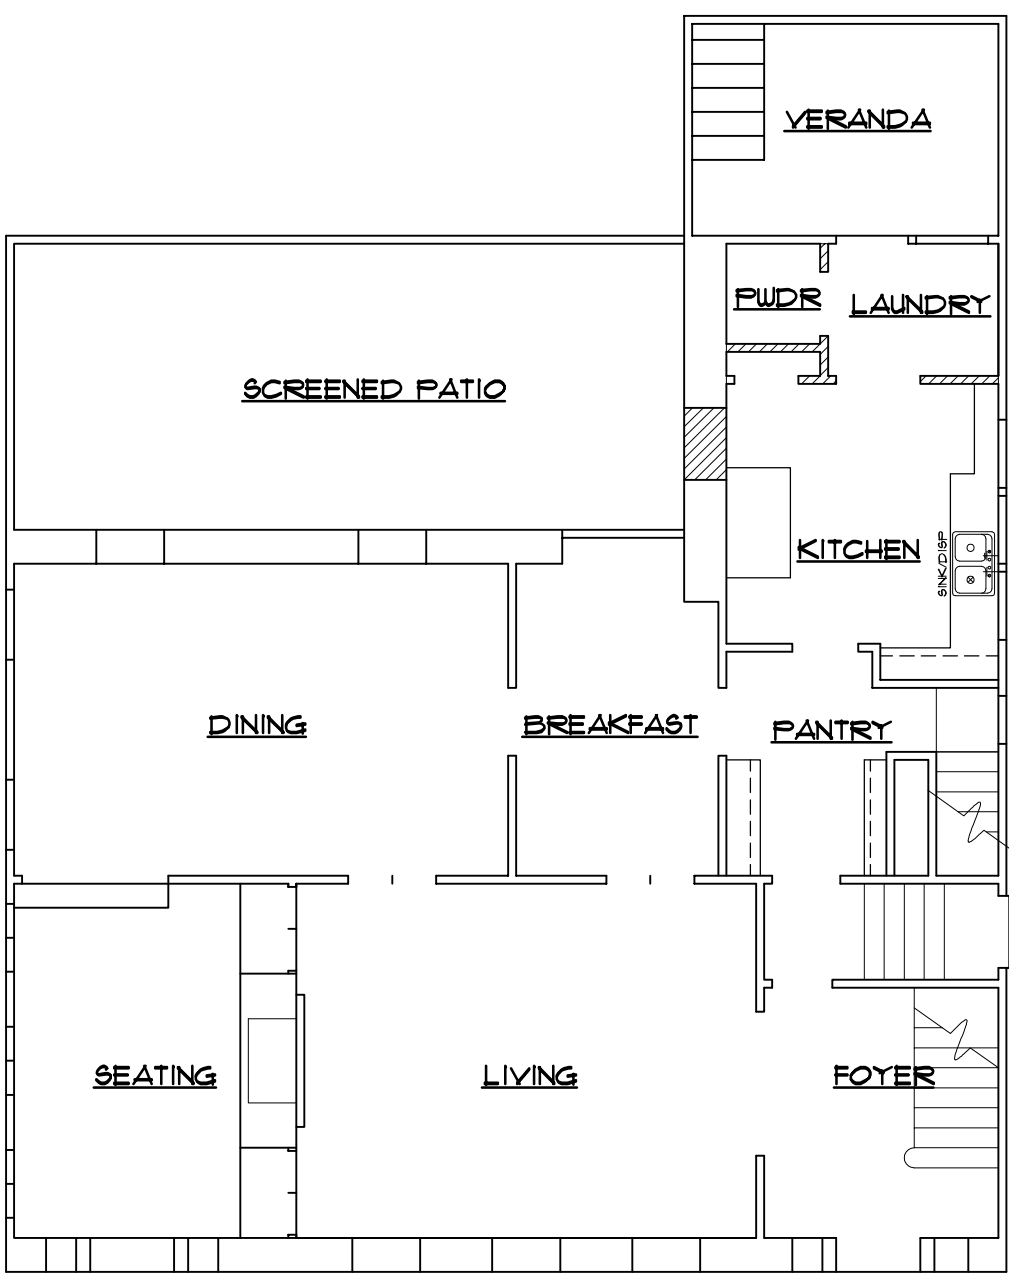 VERANDA
PWDR
LAUNDRY
SCREENED PATIO
KITCHEN
SINK/DISP
DINING
BREAKFAST
PANTRY
SEATING
LIVING
FOYER